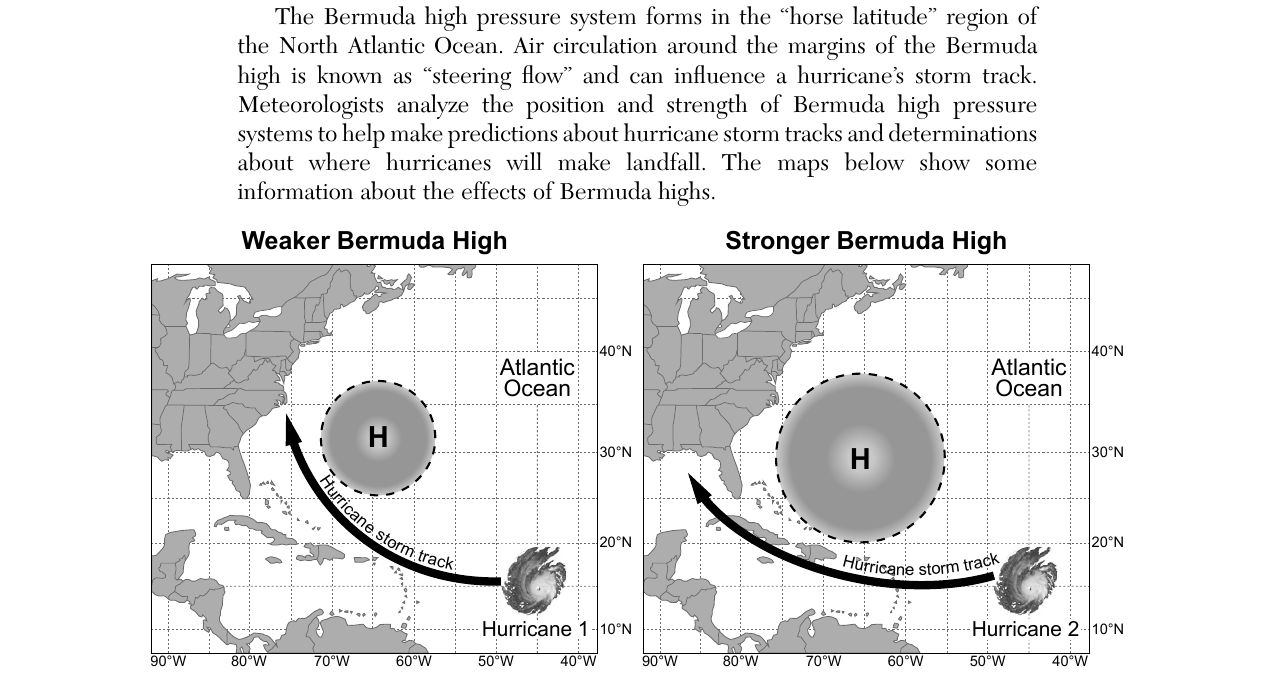 The Bermuda high pressure system forms in the “horse latitude” region of
the North Atlantic Ocean. Air circulation around the margins of the Bermuda
high is known as “steering flow” and can influence a hurricane’s storm track.
Meteorologists analyze the position and strength of Bermuda high pressure
systems to help make predictions about hurricane storm tracks and determinations
about where hurricanes will make landfall. The maps below show some
information about the effects of Bermuda highs.
Weaker Bermuda High
Atlantic
Ocean
H
Hurricane storm track
Hurricane 1
40°N
30°N
20°N
10°N
90°W 80°W 70°W 60°W 50°W 40°W
Stronger Bermuda High
Atlantic
Ocean
H
Hurricane storm track
Hurricane 2
40°N
30°N
20°N
10°N
90°W 80°W 70°W 60°W 50°W 40°W